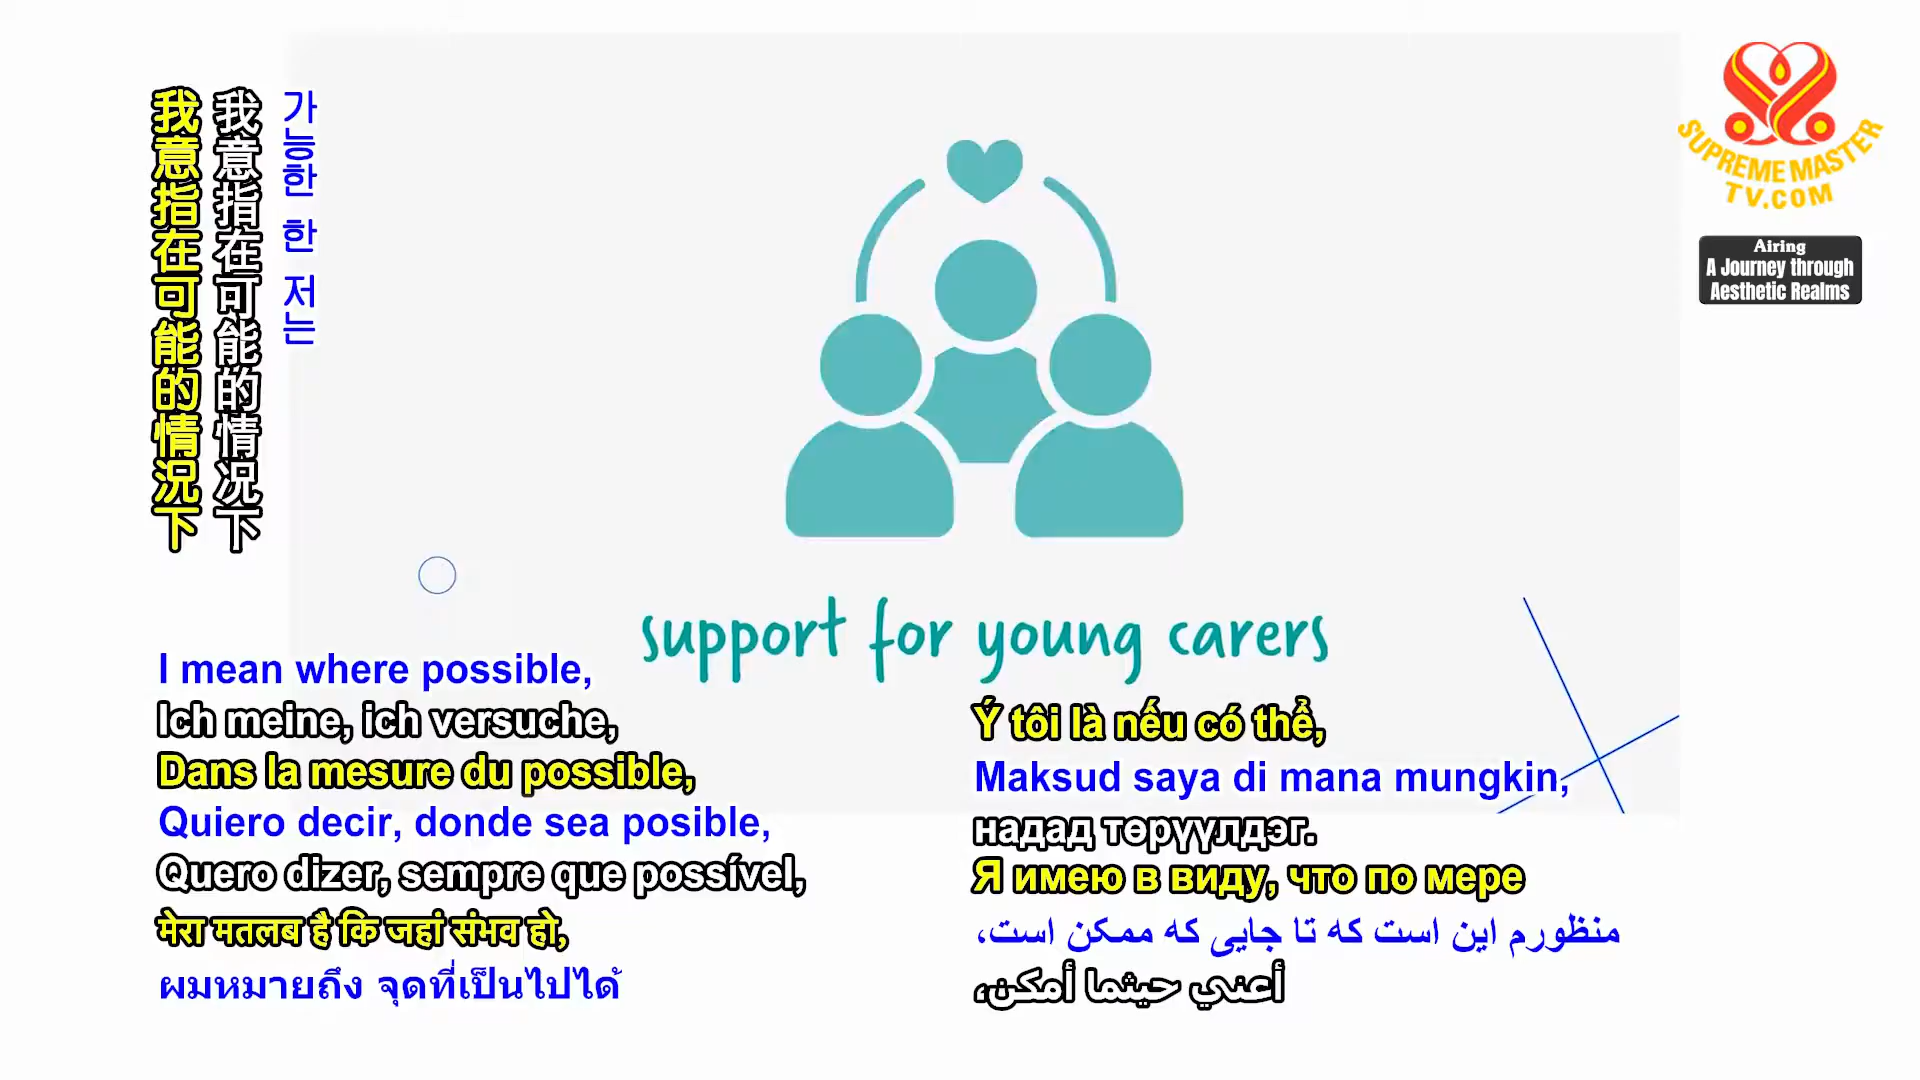 我意指在可能的情況下
我意指在可能的情况下
가능한 한 저는
SUPREME MASTER
TV.COM
Airing
A Journey through
Aesthetic Realms
support for young carers
I mean where possible,
Ich meine, ich versuche,
Dans la mesure du possible,
Quiero decir, donde sea posible,
Quero dizer, sempre que possível,
मेरा मतलब है कि जहां संभव हो,
ผมหมายถึง จุดที่เป็นไปได้
Ý tôi là nếu có thể,
Maksud saya di mana mungkin,
надад төрүүлдэг.
Я имею в виду, что по мере
منظورم این است که تا جایی که ممکن است،
أعني حيثما أمكن،